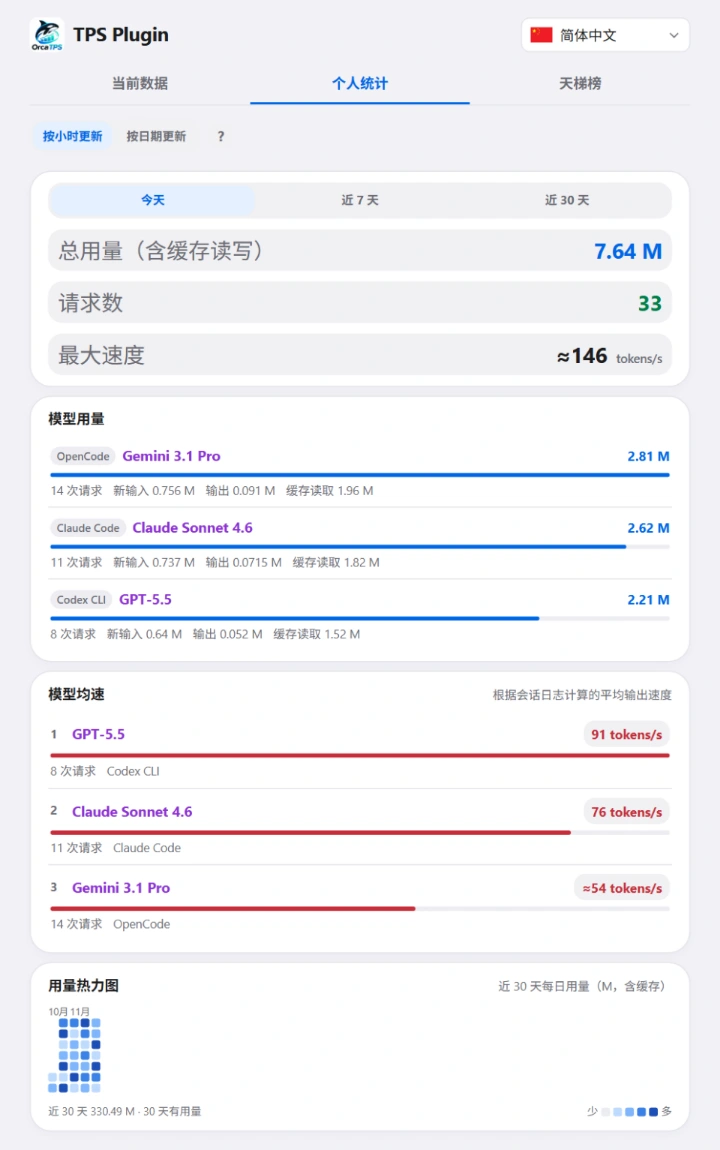 OrcaTPS
TPS Plugin
简体中文
当前数据 个人统计 天梯榜
按小时更新 按日期更新 ?
今天 近 7 天 近 30 天
总用量（含缓存读写） 7.64 M
请求数 33
最大速度 ≈146 tokens/s
模型用量
OpenCode Gemini 3.1 Pro 2.81 M
14 次请求 新输入 0.756 M 输出 0.091 M 缓存读取 1.96 M
Claude Code Claude Sonnet 4.6 2.62 M
11 次请求 新输入 0.737 M 输出 0.0715 M 缓存读取 1.82 M
Codex CLI GPT-5.5 2.21 M
8 次请求 新输入 0.64 M 输出 0.052 M 缓存读取 1.52 M
模型均速 根据会话日志计算的平均输出速度
1 GPT-5.5 91 tokens/s
8 次请求 Codex CLI
2 Claude Sonnet 4.6 76 tokens/s
11 次请求 Claude Code
3 Gemini 3.1 Pro ≈54 tokens/s
14 次请求 OpenCode
用量热力图 近 30 天每日用量（M，含缓存）
10月 11月
近 30 天 330.49 M · 30 天有用量 少 多